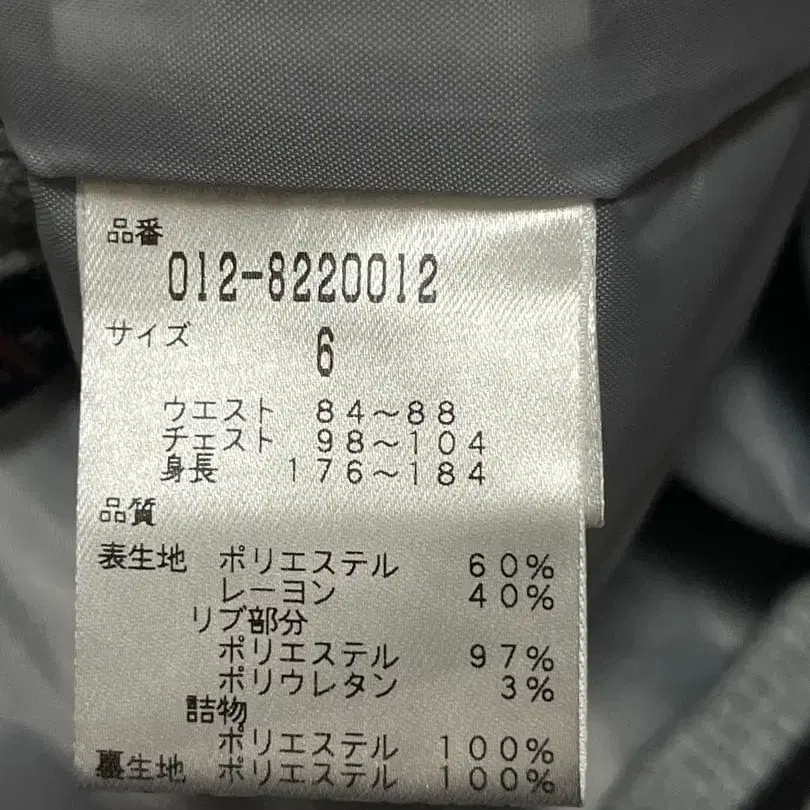 品番
012-8220012
サイズ 6
ウエスト 84～88
チェスト 98～104
身長 176～184
品質
表生地 ポリエステル 60%
レーヨン 40%
リブ部分
ポリエステル 97%
ポリウレタン 3%
詰物
ポリエステル 100%
裏生地 ポリエステル 100%